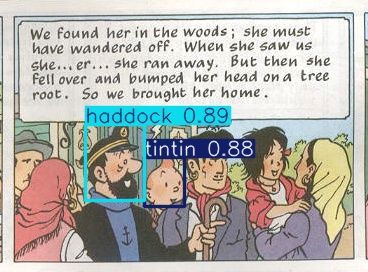 We found her in the woods; she must
have wandered off. When she saw us
she...er... she ran away. But then she
fell over and bumped her head on a tree
root. So we brought her home.
haddock 0.89
tintin 0.88